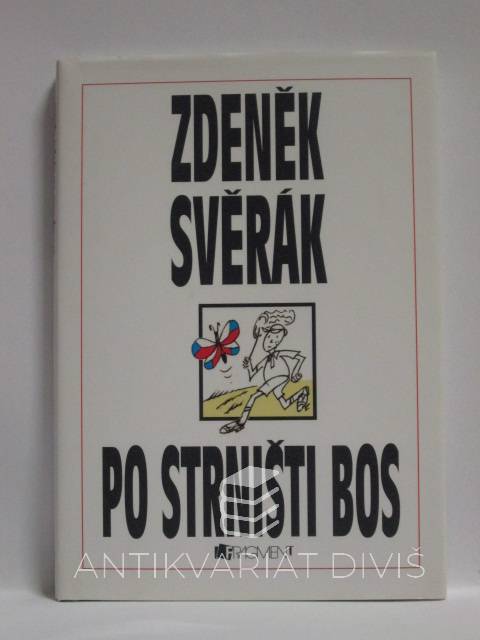 ZDENĚK
SVĚRÁK
PO STRNIŠTI BOS
FRAGMENT
ANTIKVARIÁT DIVIŠ